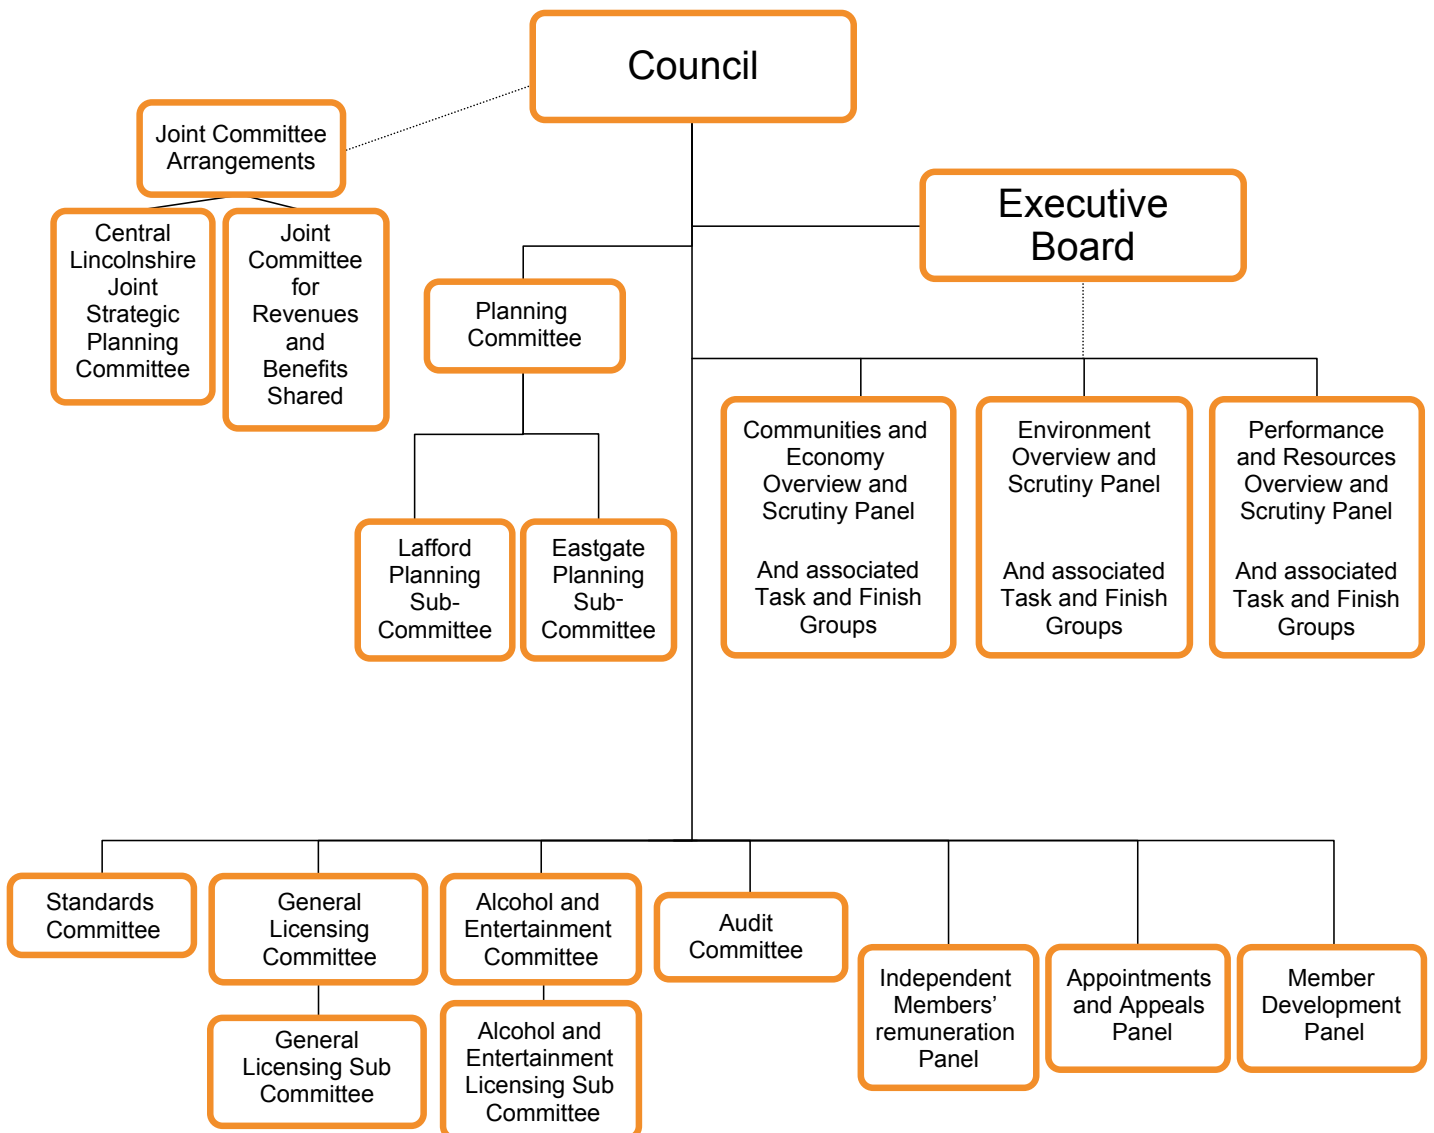 Council
Joint Committee
Arrangements
Central
Lincolnshire
Joint
Strategic
Planning
Committee
Joint
Committee
for
Revenues
and
Benefits
Shared
Executive
Board
Planning
Committee
Lafford
Planning
Sub-
Committee
Eastgate
Planning
Sub-
Committee
Communities and
Economy
Overview and
Scrutiny Panel
And associated
Task and Finish
Groups
Environment
Overview and
Scrutiny Panel
And associated
Task and Finish
Groups
Performance
and Resources
Overview and
Scrutiny Panel
And associated
Task and Finish
Groups
Standards
Committee
General
Licensing
Committee
General
Licensing Sub
Committee
Alcohol and
Entertainment
Committee
Alcohol and
Entertainment
Licensing Sub
Committee
Audit
Committee
Independent
Members’
remuneration
Panel
Appointments
and Appeals
Panel
Member
Development
Panel